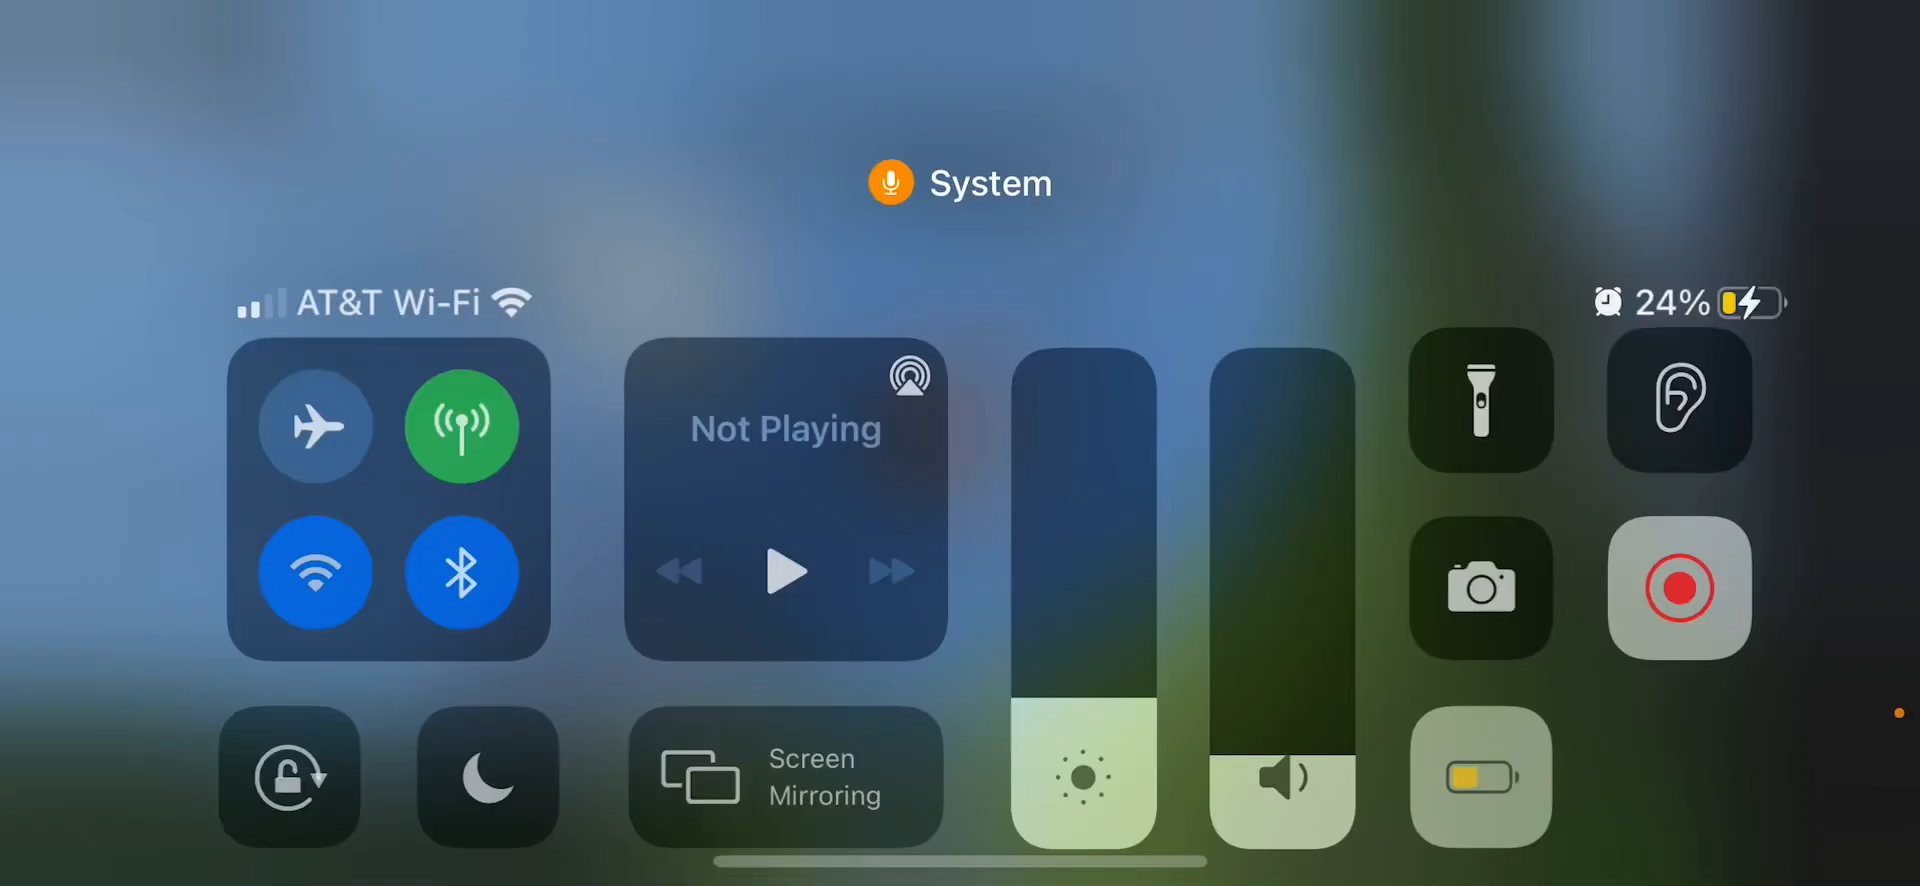 System
AT&T Wi-Fi
24%
Not Playing
Screen
Mirroring